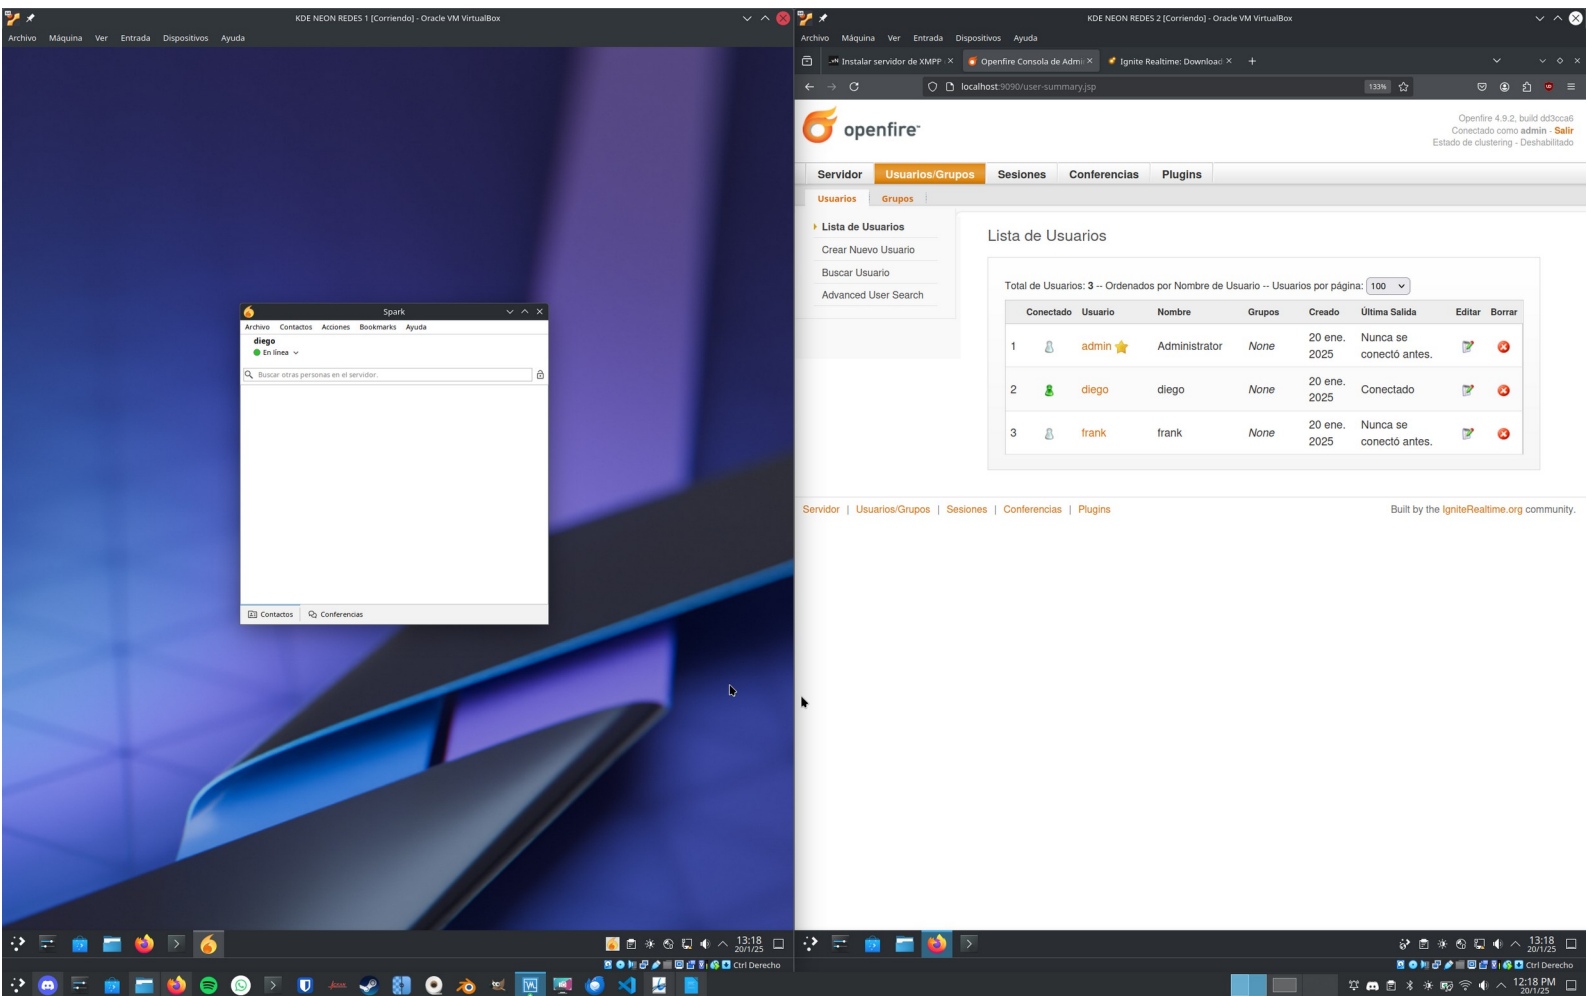 KDE NEON REDES 1 [Corriendo] - Oracle VM VirtualBox
Archivo Máquina Ver Entrada Dispositivos Ayuda
Spark
Archivo Contactos Acciones Bookmarks Ayuda
diego
En línea
Buscar otras personas en el servidor.
Contactos Conferencias
13:18
20/1/25
Ctrl Derecho
KDE NEON REDES 2 [Corriendo] - Oracle VM VirtualBox
Archivo Máquina Ver Entrada Dispositivos Ayuda
Instalar servidor de XMPP Openfire Consola de Admi Ignite Realtime: Download
localhost:9090/user-summary.jsp 133%
openfire
Openfire 4.9.2, build dd3cca6
Conectado como admin - Salir
Estado de clustering - Deshabilitado
Servidor Usuarios/Grupos Sesiones Conferencias Plugins
Usuarios Grupos
Lista de Usuarios
Crear Nuevo Usuario
Buscar Usuario
Advanced User Search
Lista de Usuarios
Total de Usuarios: 3 -- Ordenados por Nombre de Usuario -- Usuarios por página: 100
Conectado Usuario Nombre Grupos Creado Última Salida Editar Borrar
1 admin Administrator None 20 ene. 2025 Nunca se conectó antes.
2 diego diego None 20 ene. 2025 Conectado
3 frank frank None 20 ene. 2025 Nunca se conectó antes.
Servidor | Usuarios/Grupos | Sesiones | Conferencias | Plugins
Built by the IgniteRealtime.org community.
13:18
20/1/25
Ctrl Derecho
12:18 PM
20/1/25